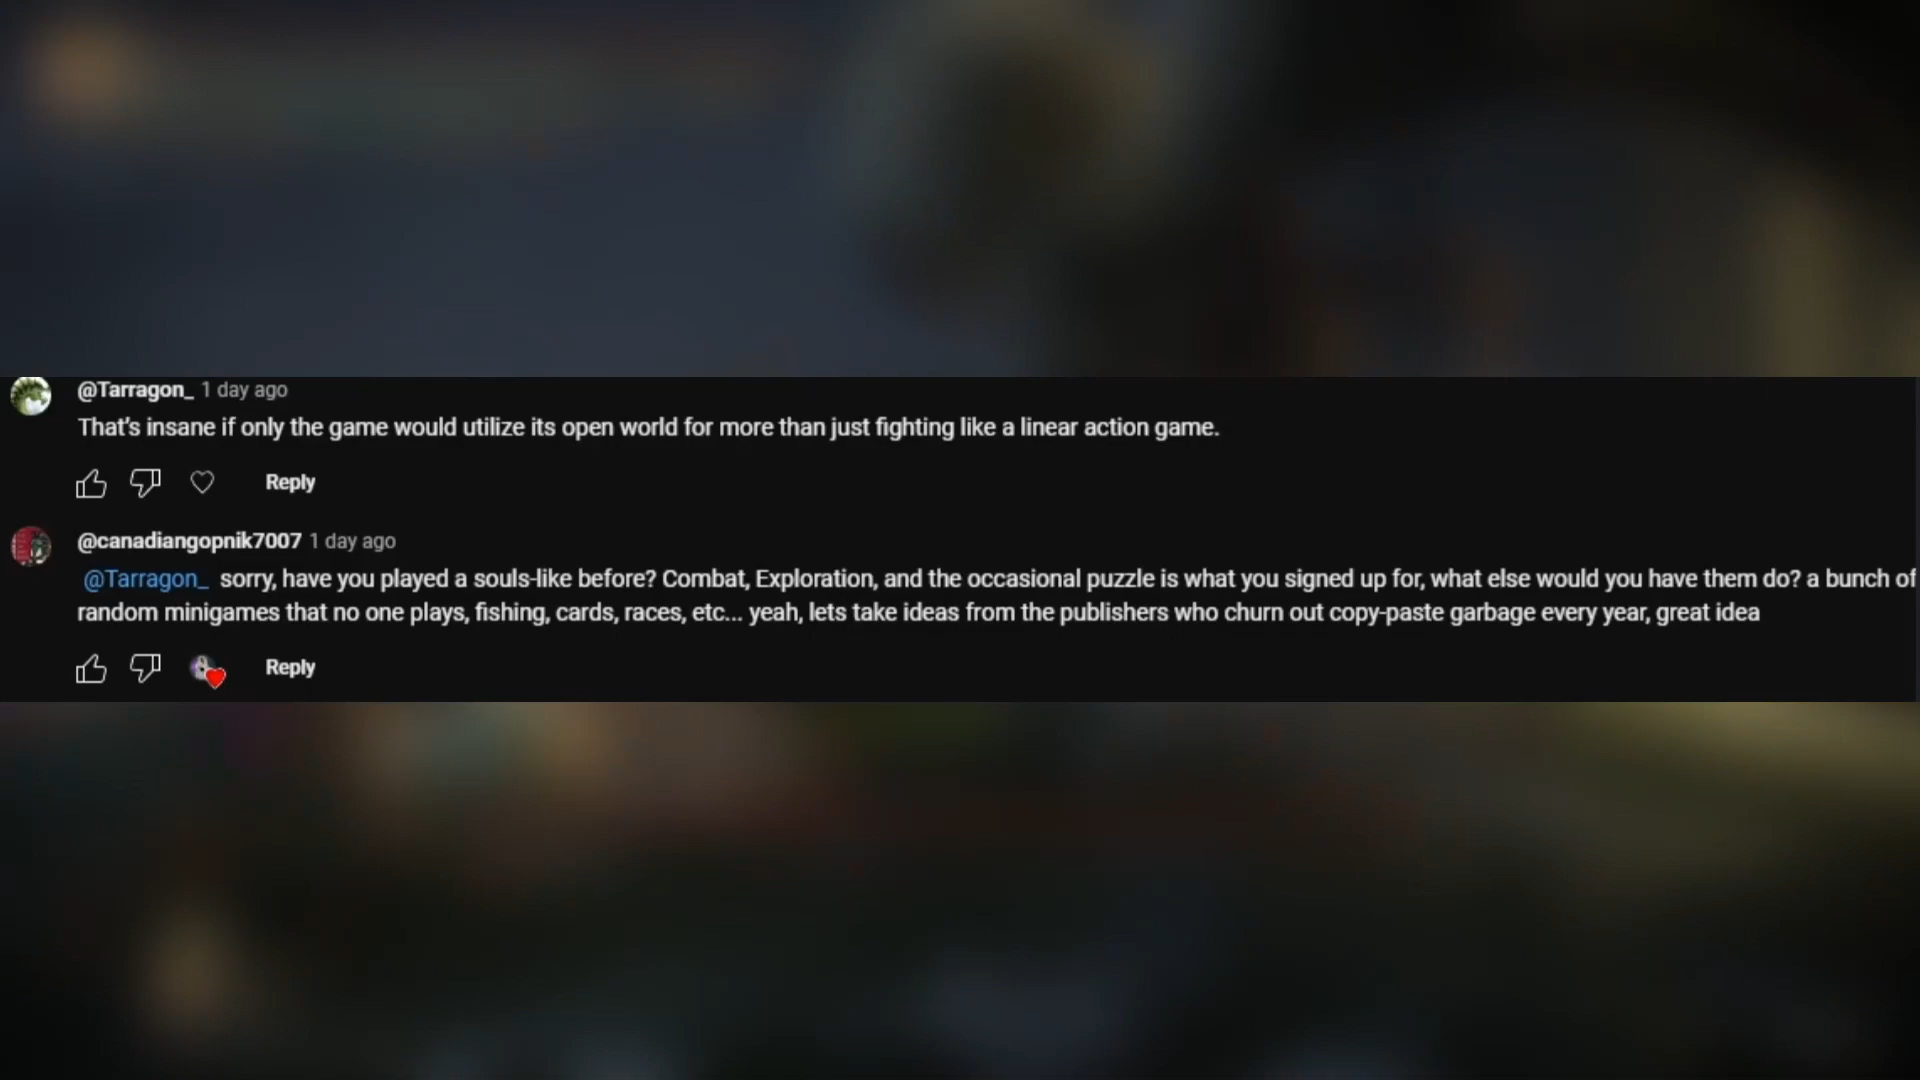 @Tarragon_ 1 day ago
That's insane if only the game would utilize its open world for more than just fighting like a linear action game.
Reply
@canadiangopnik7007 1 day ago
@Tarragon_ sorry, have you played a souls-like before? Combat, Exploration, and the occasional puzzle is what you signed up for, what else would you have them do? a bunch of
random minigames that no one plays, fishing, cards, races, etc... yeah, lets take ideas from the publishers who churn out copy-paste garbage every year, great idea
Reply